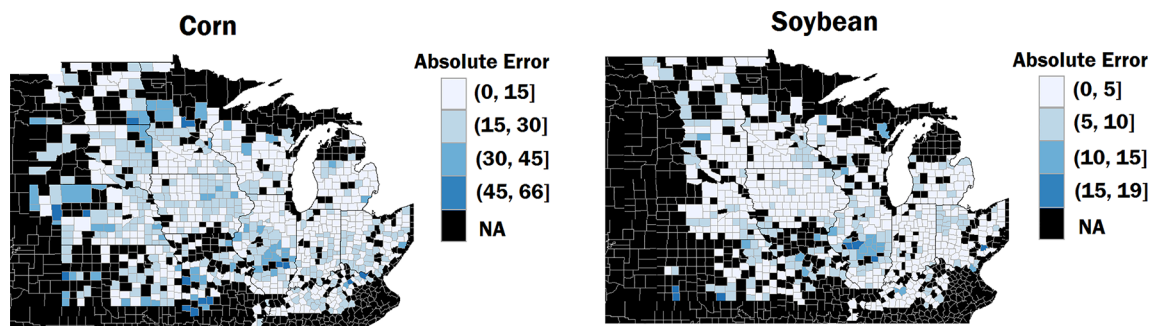 Corn
Absolute Error
(0, 15]
(15, 30]
(30, 45]
(45, 66]
NA
Soybean
Absolute Error
(0, 5]
(5, 10]
(10, 15]
(15, 19]
NA